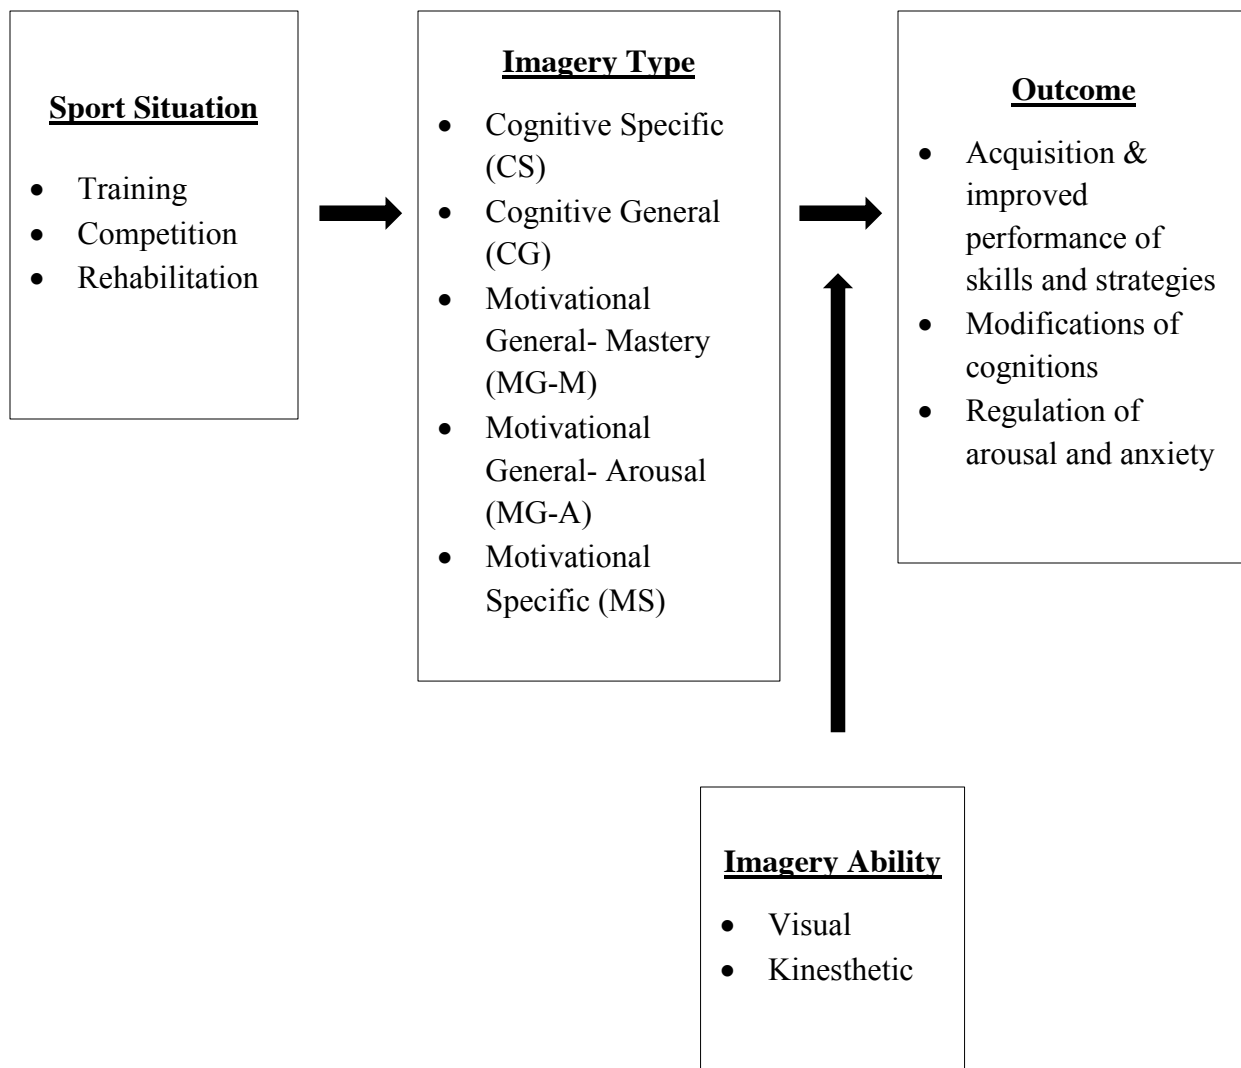 Sport Situation
• Training
• Competition
• Rehabilitation
Imagery Type
• Cognitive Specific
(CS)
• Cognitive General
(CG)
• Motivational
General- Mastery
(MG-M)
• Motivational
General- Arousal
(MG-A)
• Motivational
Specific (MS)
Outcome
• Acquisition &
improved
performance of
skills and strategies
• Modifications of
cognitions
• Regulation of
arousal and anxiety
Imagery Ability
• Visual
• Kinesthetic